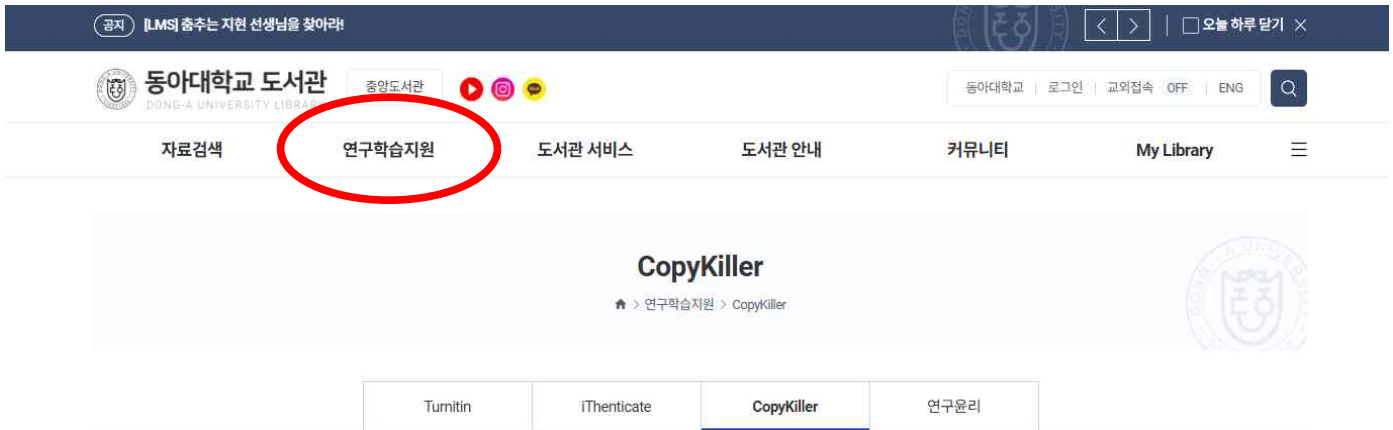 공지 [LMS] 춤추는 지현 선생님을 찾아라! 오늘 하루 닫기
동아대학교 도서관 중앙도서관 동아대학교 로그인 교외접속 OFF ENG
DONG-A UNIVERSITY LIBRARY
자료검색 연구학습지원 도서관 서비스 도서관 안내 커뮤니티 My Library
CopyKiller
> 연구학습지원 > CopyKiller
Turnitin iThenticate CopyKiller 연구윤리